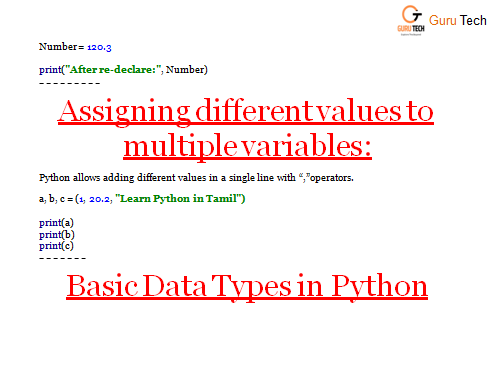 GURU TECH
Guru Tech
Number = 120.3
print("After re-declare:", Number)
---------
Assigning different values to
multiple variables:
Python allows adding different values in a single line with “,”operators.
a, b, c = (1, 20.2, "Learn Python in Tamil")
print(a)
print(b)
print(c)
-------
Basic Data Types in Python